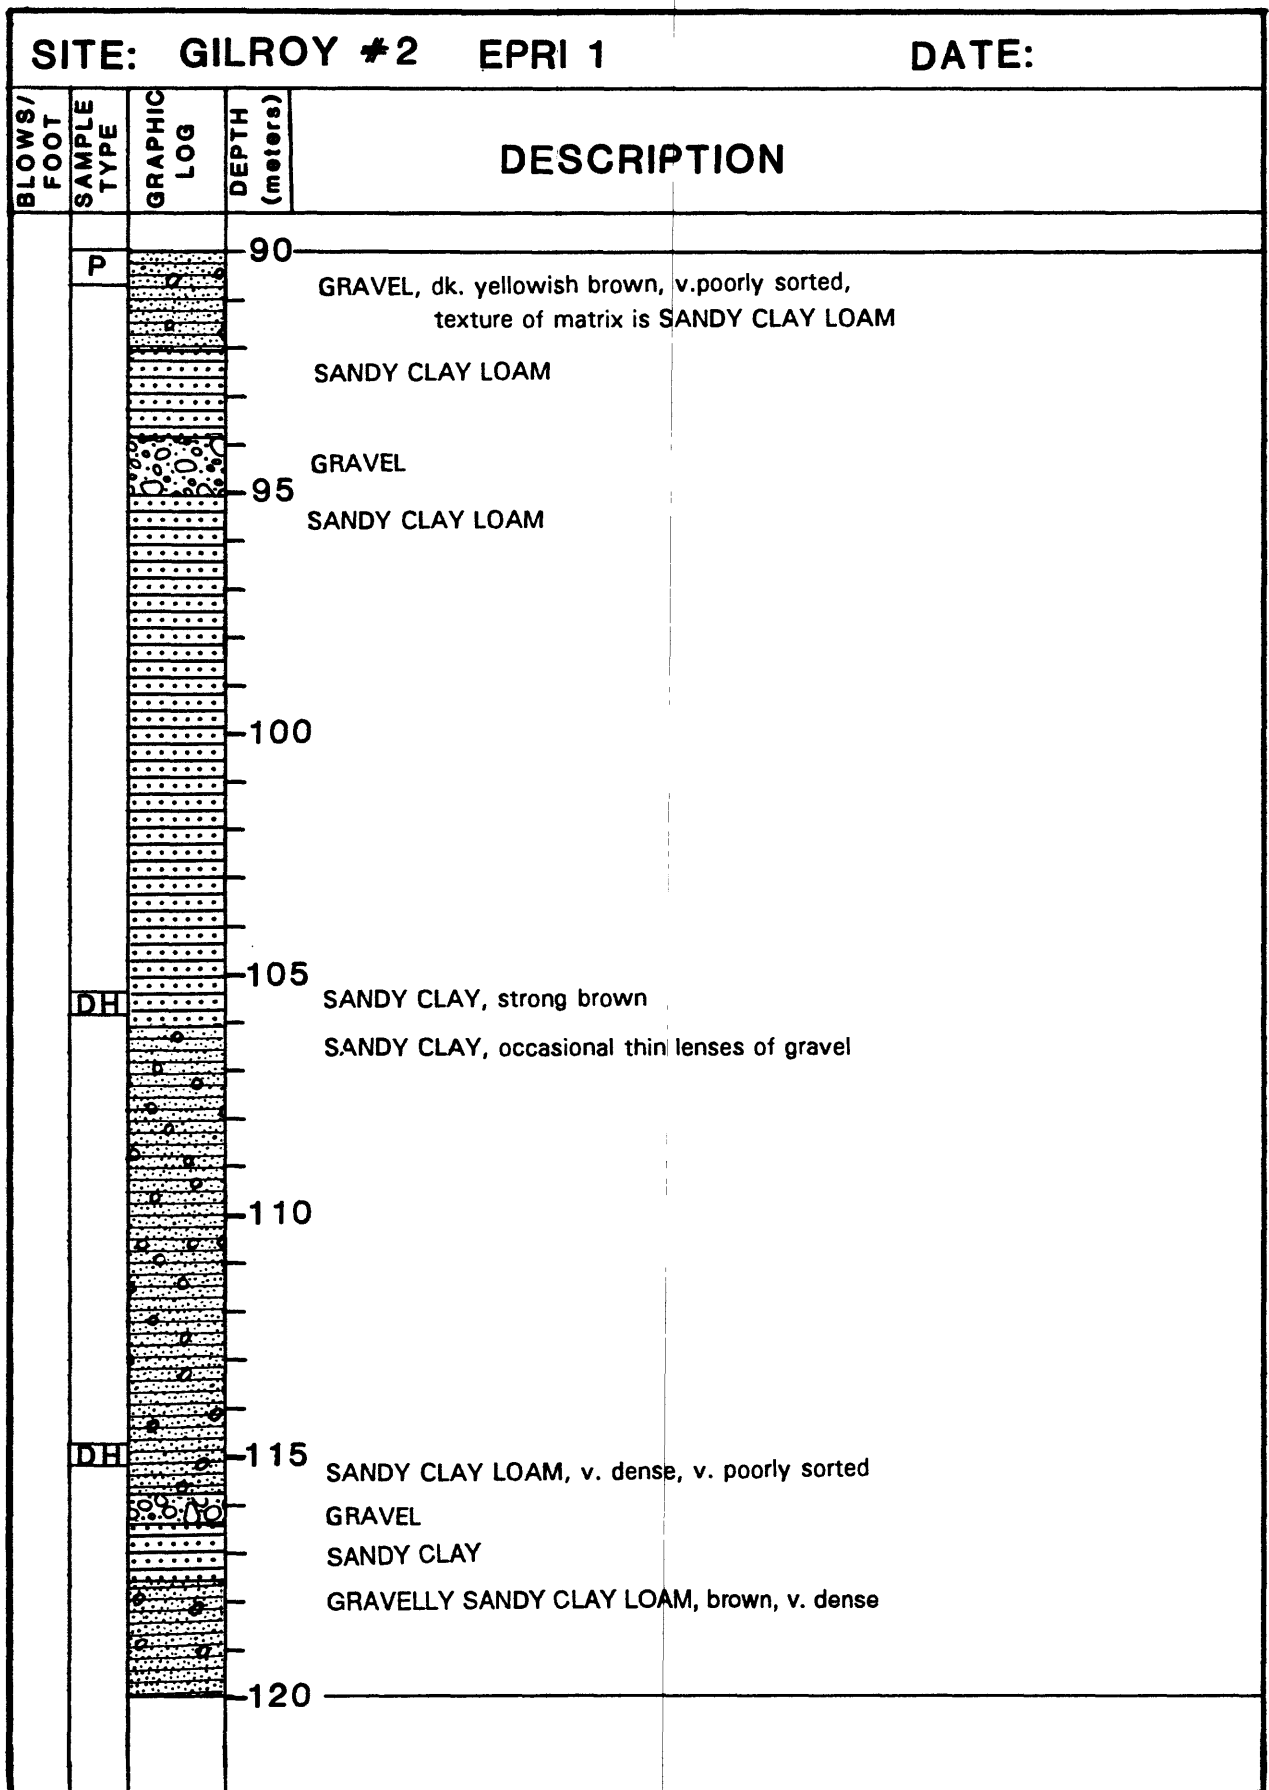 SITE: GILROY #2 EPRI 1 DATE:
BLOWS/
FOOT
SAMPLE
TYPE
GRAPHIC
LOG
DEPTH
(meters)
DESCRIPTION
90
P
GRAVEL, dk. yellowish brown, v.poorly sorted,
texture of matrix is SANDY CLAY LOAM
SANDY CLAY LOAM
GRAVEL
95
SANDY CLAY LOAM
100
105
DH
SANDY CLAY, strong brown
SANDY CLAY, occasional thin lenses of gravel
110
115
DH
SANDY CLAY LOAM, v. dense, v. poorly sorted
GRAVEL
SANDY CLAY
GRAVELLY SANDY CLAY LOAM, brown, v. dense
120